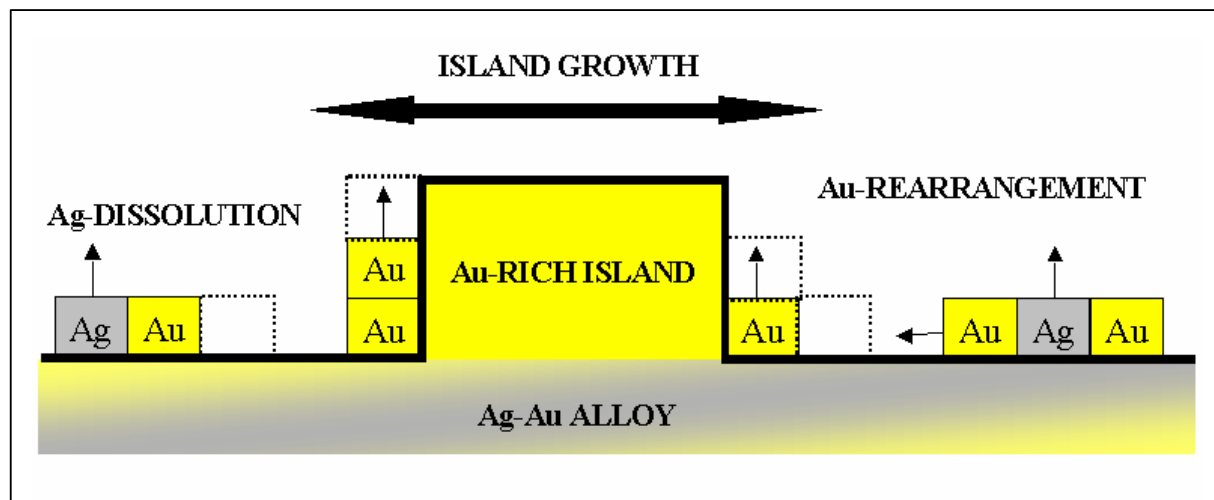 ISLAND GROWTH
Au-REARRANGEMENT
Ag-DISSOLUTION
Au
Au-RICH ISLAND
Ag Au
Au
Au
Au Ag Au
Ag-Au ALLOY